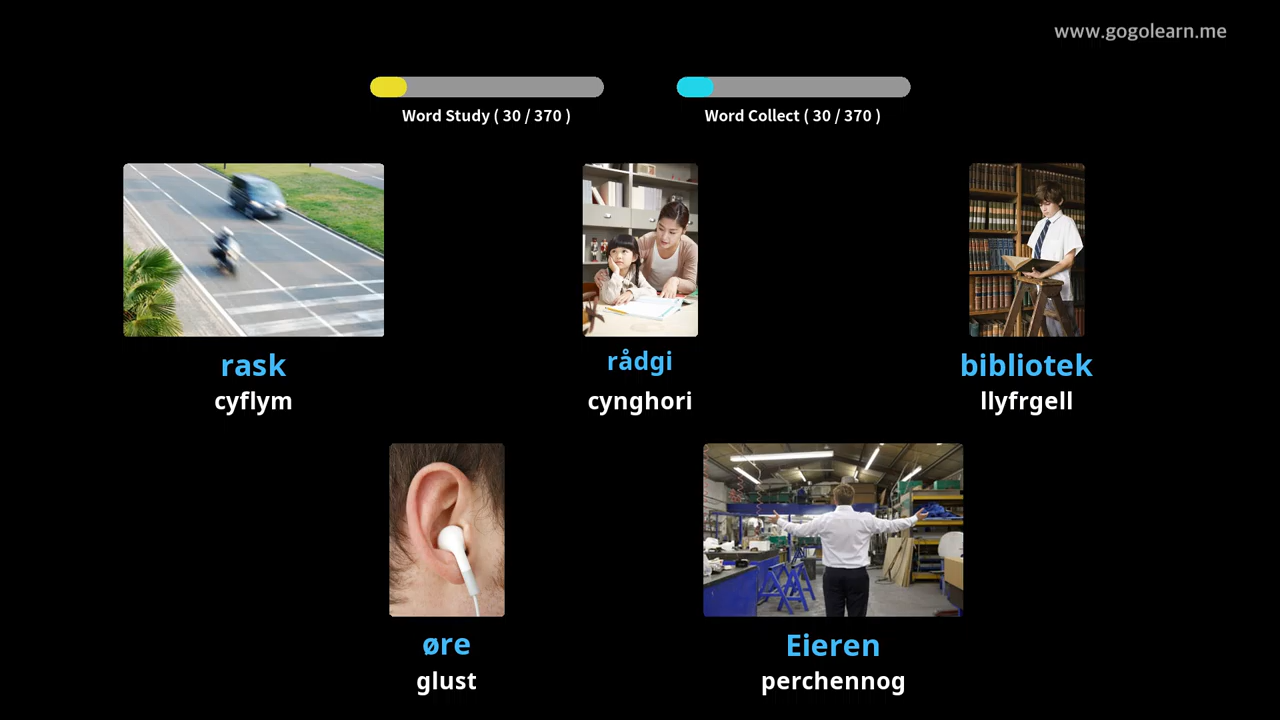 www.gogolearn.me
Word Study ( 30 / 370 )
Word Collect ( 30 / 370 )
rask
cyflym
rådgi
cynghori
bibliotek
llyfrgell
øre
glust
Eieren
perchennog